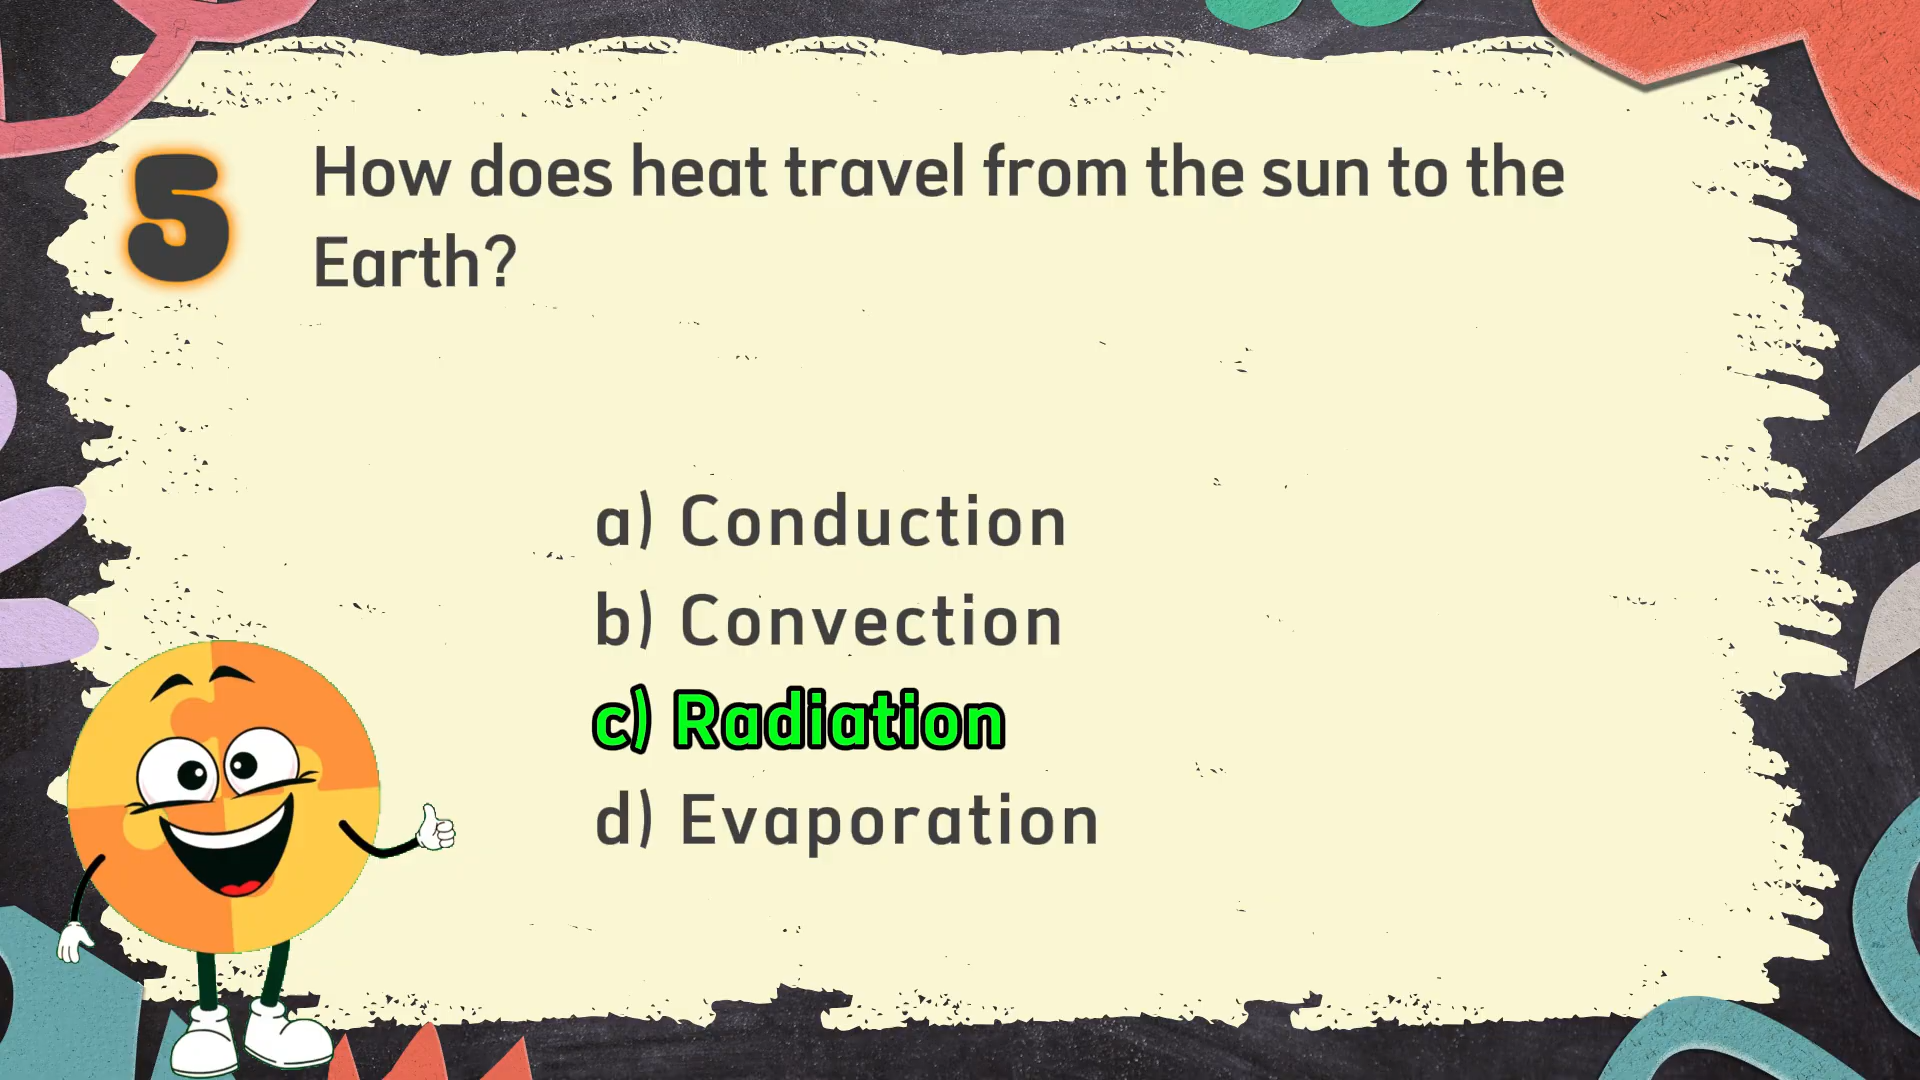 5
How does heat travel from the sun to the
Earth?
a) Conduction
b) Convection
c) Radiation
d) Evaporation